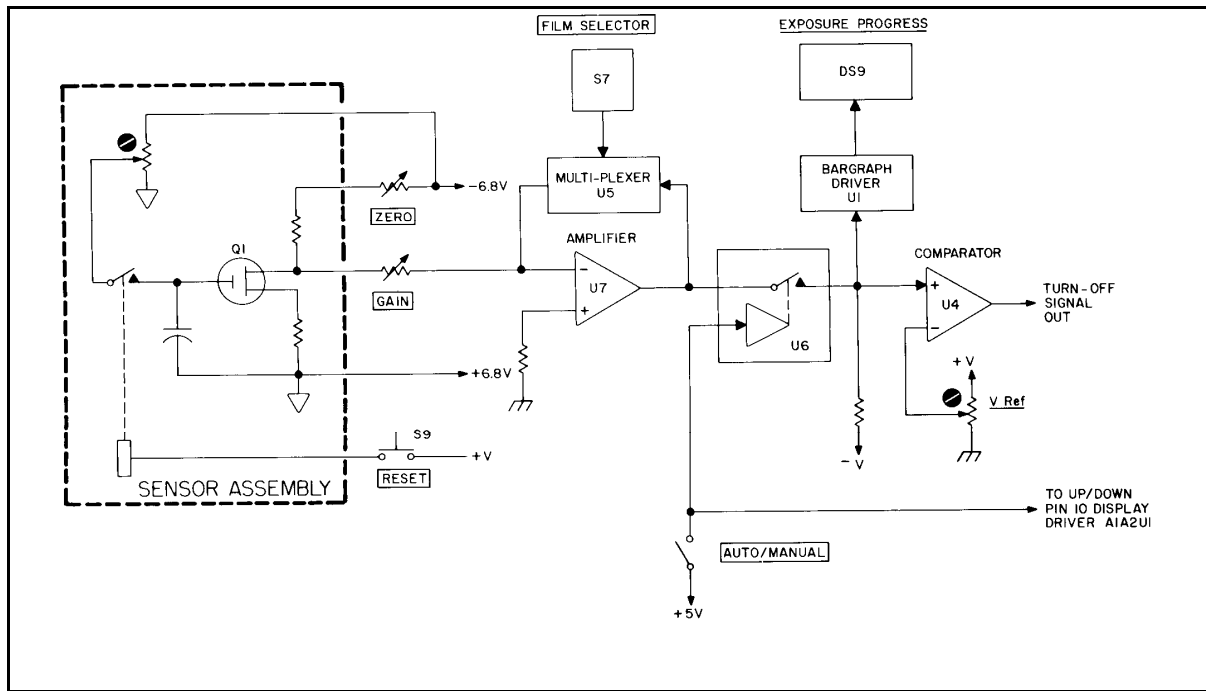 FILM SELECTOR
S7
EXPOSURE PROGRESS
DS9
MULTI-PLEXER
U5
BARGRAPH
DRIVER
U1
-6.8V
ZERO
Q1
GAIN
AMPLIFIER
-
U7
+
U6
COMPARATOR
+
U4
-
TURN-OFF
SIGNAL
OUT
+V
V Ref
-V
+6.8V
S9
+V
RESET
SENSOR ASSEMBLY
TO UP/DOWN
PIN 10 DISPLAY
DRIVER A1A2U1
AUTO/MANUAL
+5V